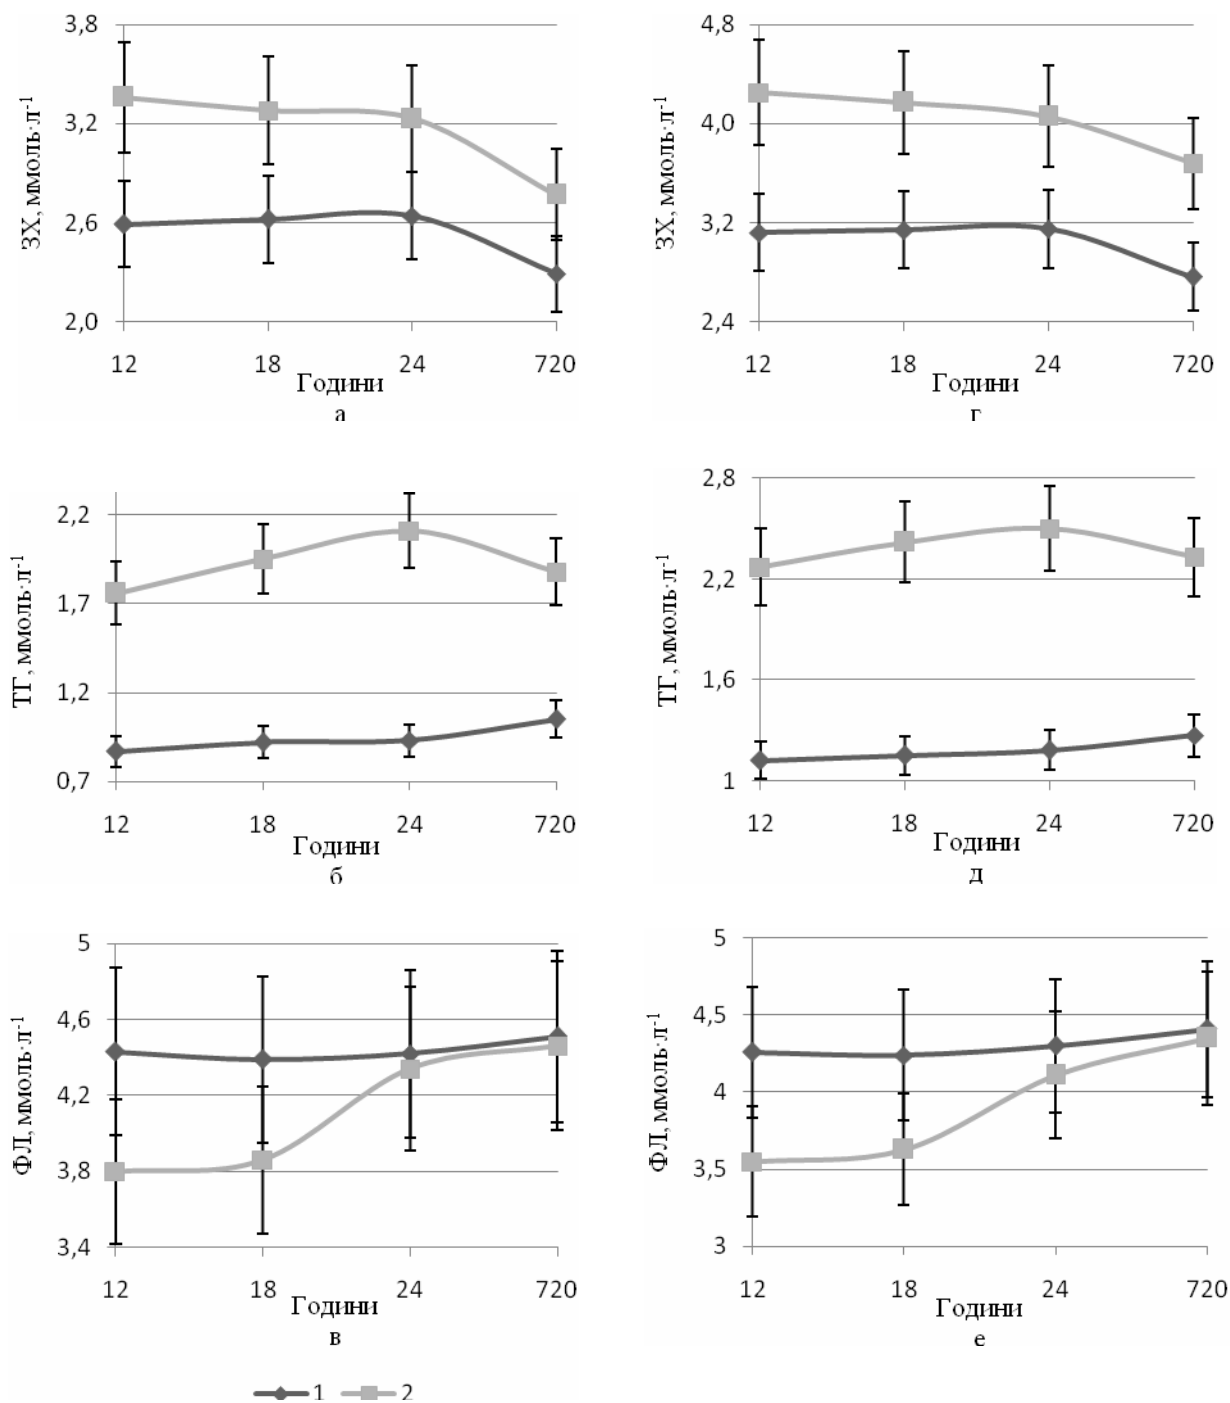 ЗХ, ммоль·л⁻¹
3,8
3,2
2,6
2,0
12 18 24 720
Години
а
ЗХ, ммоль·л⁻¹
4,8
4,0
3,2
2,4
12 18 24 720
Години
г
ТГ, ммоль·л⁻¹
2,2
1,7
1,2
0,7
12 18 24 720
Години
б
ТГ, ммоль·л⁻¹
2,8
2,2
1,6
1
12 18 24 720
Години
д
ФЛ, ммоль·л⁻¹
5
4,6
4,2
3,8
3,4
12 18 24 720
Години
в
ФЛ, ммоль·л⁻¹
5
4,5
4
3,5
3
12 18 24 720
Години
е
1 2